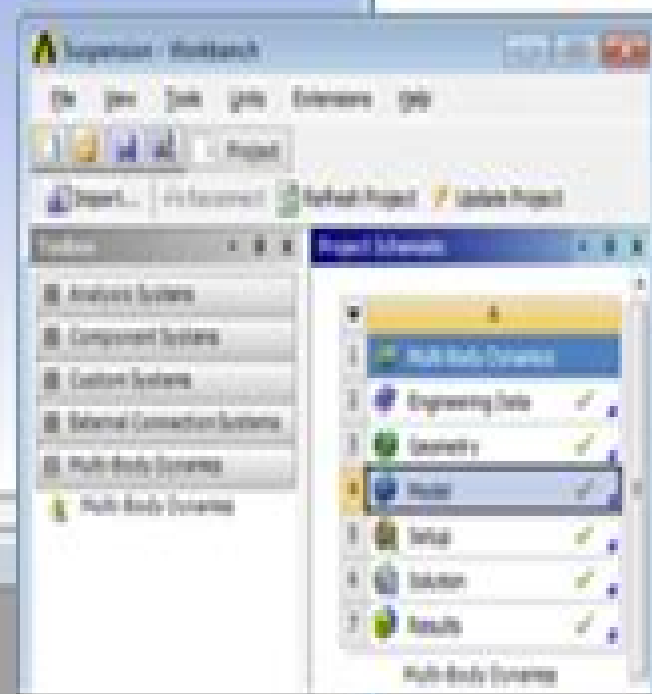 Suspension - Workbench
File View Tools Units Extensions Help
Project
Import... Reconnect Refresh Project Update Project
Toolbox
Project Schematic
Analysis Systems
Component Systems
Custom Systems
External Connection Systems
Multi-Body Dynamics
Multi-Body Dynamics
A
1 Multi-Body Dynamics
2 Engineering Data
3 Geometry
4 Model
5 Setup
6 Solution
7 Results
Multi-Body Dynamics